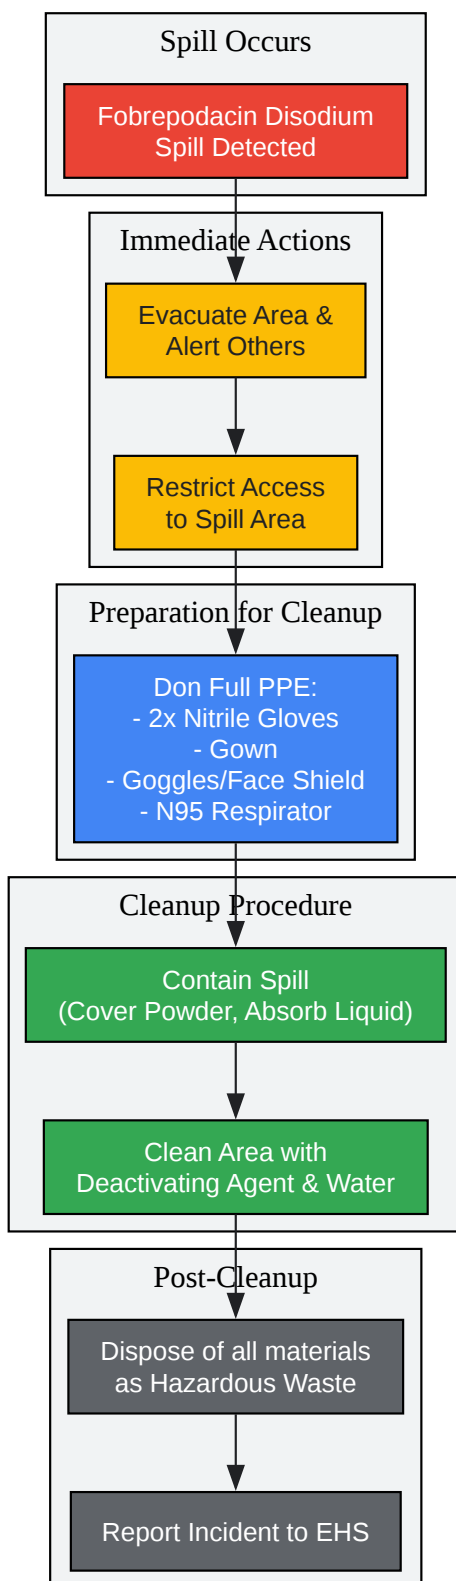 Spill Occurs
Fobrepodacin Disodium
Spill Detected
Immediate Actions
Evacuate Area &
Alert Others
Restrict Access
to Spill Area
Preparation for Cleanup
Don Full PPE:
- 2x Nitrile Gloves
- Gown
- Goggles/Face Shield
- N95 Respirator
Cleanup Procedure
Contain Spill
(Cover Powder, Absorb Liquid)
Clean Area with
Deactivating Agent & Water
Post-Cleanup
Dispose of all materials
as Hazardous Waste
Report Incident to EHS